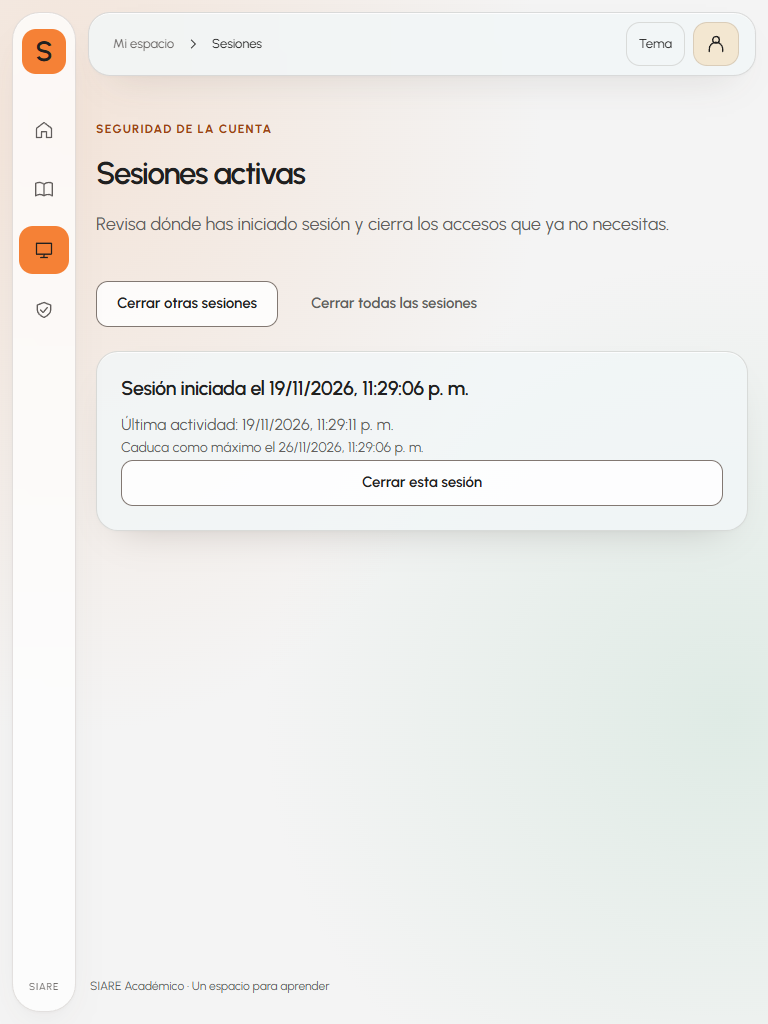 S
Mi espacio > Sesiones
Tema
SEGURIDAD DE LA CUENTA
Sesiones activas
Revisa dónde has iniciado sesión y cierra los accesos que ya no necesitas.
Cerrar otras sesiones
Cerrar todas las sesiones
Sesión iniciada el 19/11/2026, 11:29:06 p. m.
Última actividad: 19/11/2026, 11:29:11 p. m.
Caduca como máximo el 26/11/2026, 11:29:06 p. m.
Cerrar esta sesión
SIARE
SIARE Académico · Un espacio para aprender